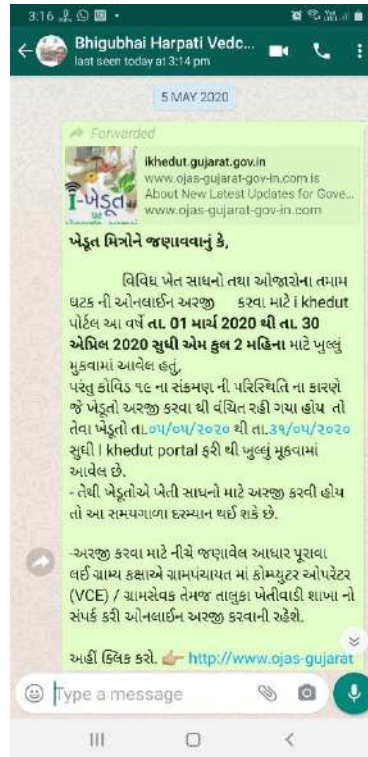 3:16
Bhigubhai Harpati Vedc...
last seen today at 3:14 pm
5 MAY 2020
Forwarded
ikhedut.gujarat.gov.in
www.ojas-gujarat-gov-in.com is
About New Latest Updates for Gove...
www.ojas-gujarat-gov-in.com
i-ખેડૂત
ખેડૂત મિત્રોને જણાવવાનું કે,
વિવિધ ખેત સાધનો તથા ઓજારોના તમામ
ઘટક ની ઓનલાઈન અરજી કરવા માટે i khedut
પોર્ટલ આ વર્ષે તા. 01 માર્ચ 2020 થી તા. 30
એપ્રિલ 2020 સુધી એમ કુલ 2 મહિના માટે ખુલ્લું
મુકવામાં આવેલ હતું,
પરંતુ કોવિડ ૧૯ ના સંક્રમણ ની પરિસ્થિતિ ના કારણે
જે ખેડૂતો અરજી કરવા થી વંચિત રહી ગયા હોય તો
તેવા ખેડૂતો તા.૦૫/૦૫/૨૦૨૦ થી તા.૩૧/૦૫/૨૦૨૦
સુધી I khedut portal ફરી થી ખુલ્લું મૂકવામાં
આવેલ છે.
- તેથી ખેડૂતોએ ખેતી સાધનો માટે અરજી કરવી હોય
તો આ સમયગાળા દરમ્યાન થઈ શકે છે.
-અરજી કરવા માટે નીચે જણાવેલ આધાર પૂરાવા
લઈ ગ્રામ્ય કક્ષાએ ગ્રામપંચાયત માં કોમ્પ્યુટર ઓપરેટર
(VCE) / ગ્રામસેવક તેમજ તાલુકા ખેતીવાડી શાખા નો
સંપર્ક કરી ઓનલાઈન અરજી કરવાની રહેશે.
અહીં ક્લિક કરો. 👉 http://www.ojas-gujarat
Type a message